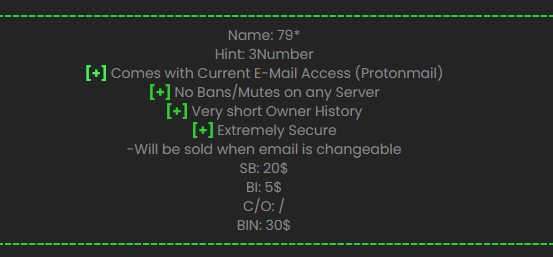 Name: 79*
Hint: 3Number
[+] Comes with Current E-Mail Access (Protonmail)
[+] No Bans/Mutes on any Server
[+] Very short Owner History
[+] Extremely Secure
-Will be sold when email is changeable
SB: 20$
BI: 5$
C/O: /
BIN: 30$